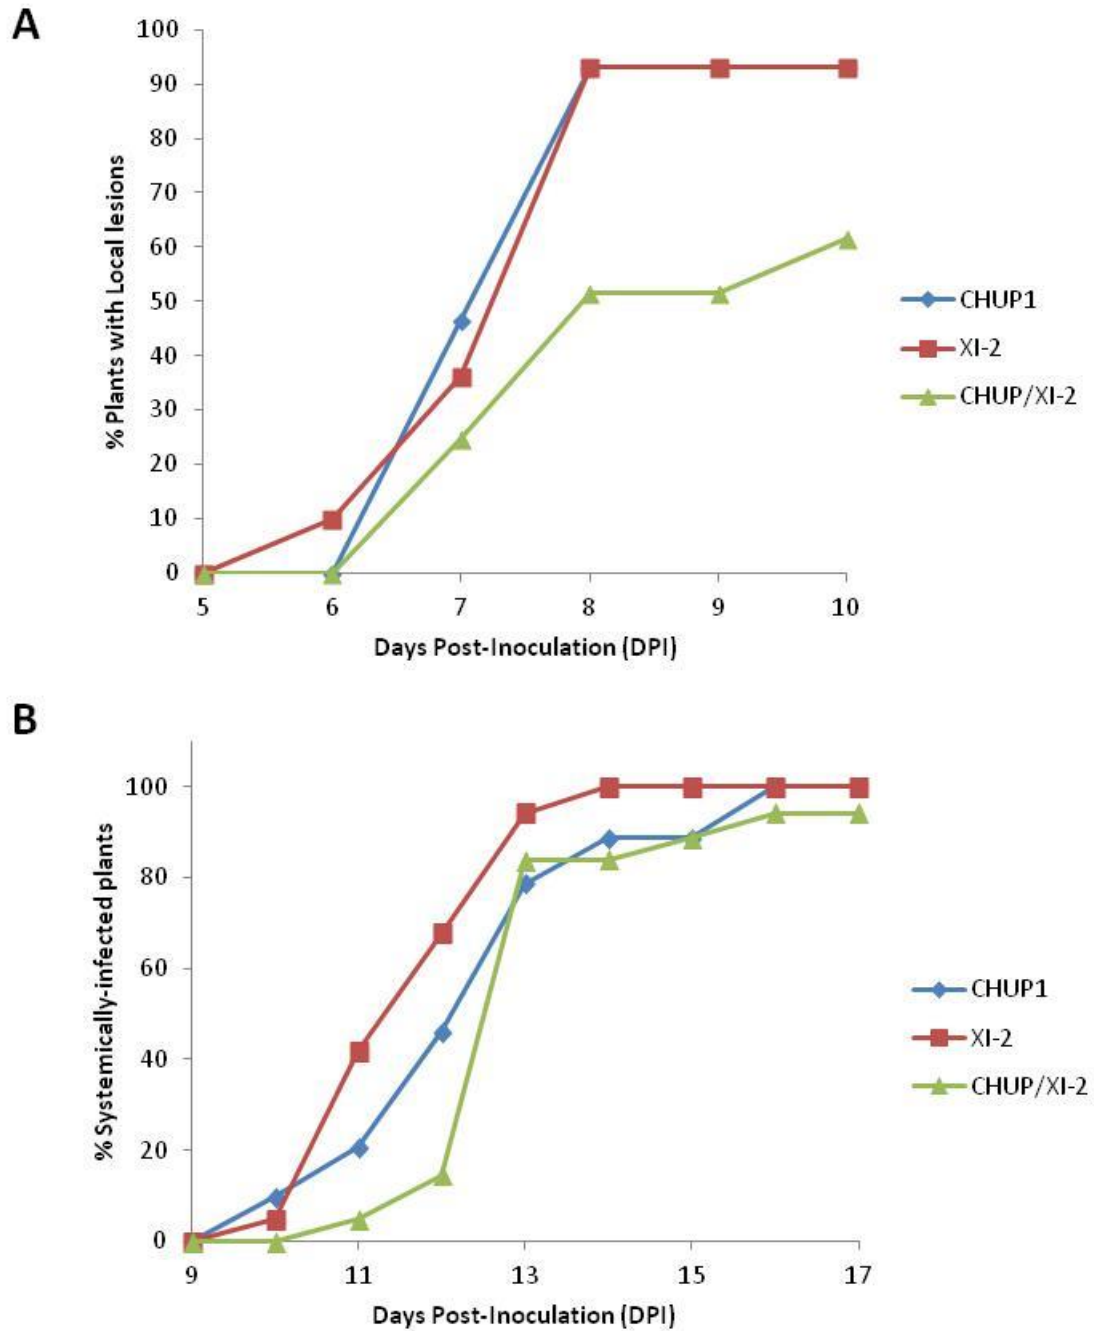 A
% Plants with Local lesions
100
90
80
70
60
50
40
30
20
10
0
5 6 7 8 9 10
Days Post-Inoculation (DPI)
CHUP1
XI-2
CHUP/XI-2
B
% Systemically-infected plants
100
80
60
40
20
0
9 11 13 15 17
Days Post-Inoculation (DPI)
CHUP1
XI-2
CHUP/XI-2